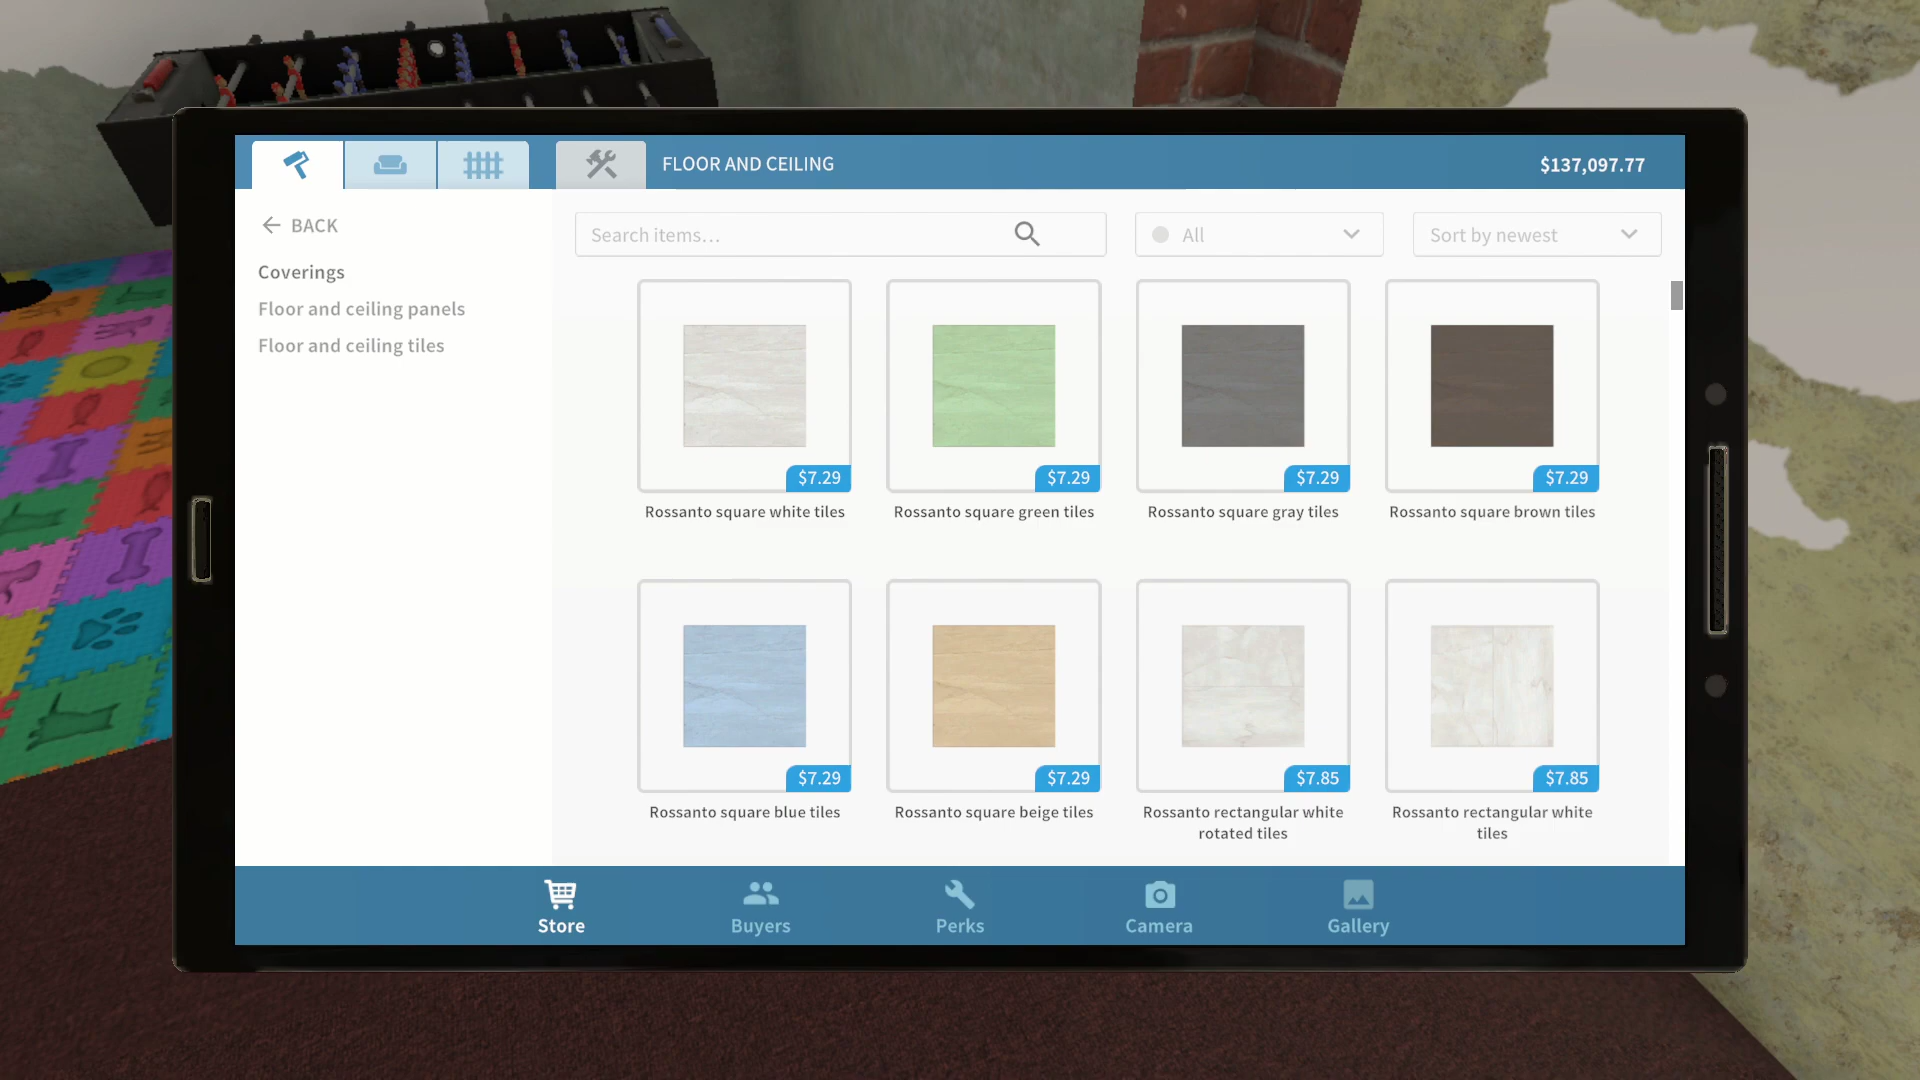 FLOOR AND CEILING
$137,097.77
BACK
Coverings
Floor and ceiling panels
Floor and ceiling tiles
Search items...
All
Sort by newest
$7.29
$7.29
$7.29
$7.29
Rossanto square white tiles
Rossanto square green tiles
Rossanto square gray tiles
Rossanto square brown tiles
$7.29
$7.29
$7.85
$7.85
Rossanto square blue tiles
Rossanto square beige tiles
Rossanto rectangular white
rotated tiles
Rossanto rectangular white
tiles
Store
Buyers
Perks
Camera
Gallery